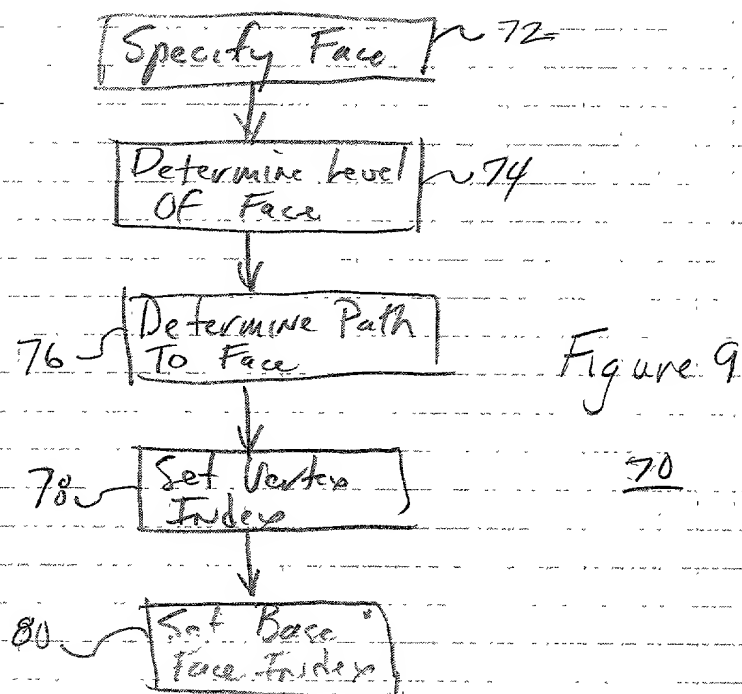 Specify Face
72
Determine Level
Of Face
74
Determine Path
To Face
76
Figure 9
70
Set Vertex
Index
78
Set Base
Face Index
80